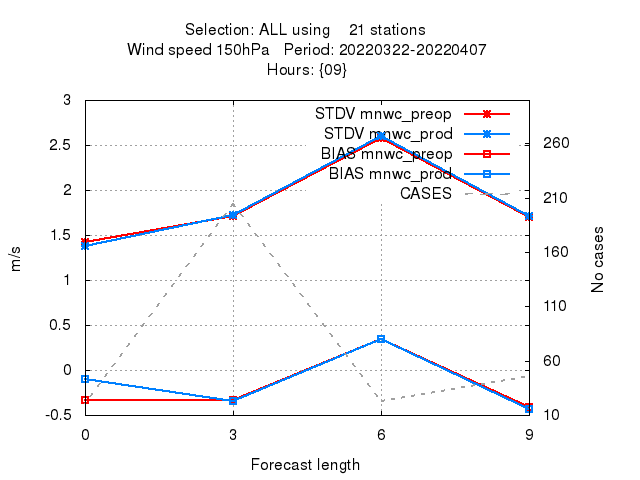 Selection: ALL using 21 stations
Wind speed 150hPa Period: 20220322-20220407
Hours: {09}
STDV mnwc_preop
STDV mnwc_prod
BIAS mnwc_preop
BIAS mnwc_prod
CASES
3
2.5
2
1.5
1
0.5
0
-0.5
m/s
260
210
160
110
60
10
No cases
0 3 6 9
Forecast length